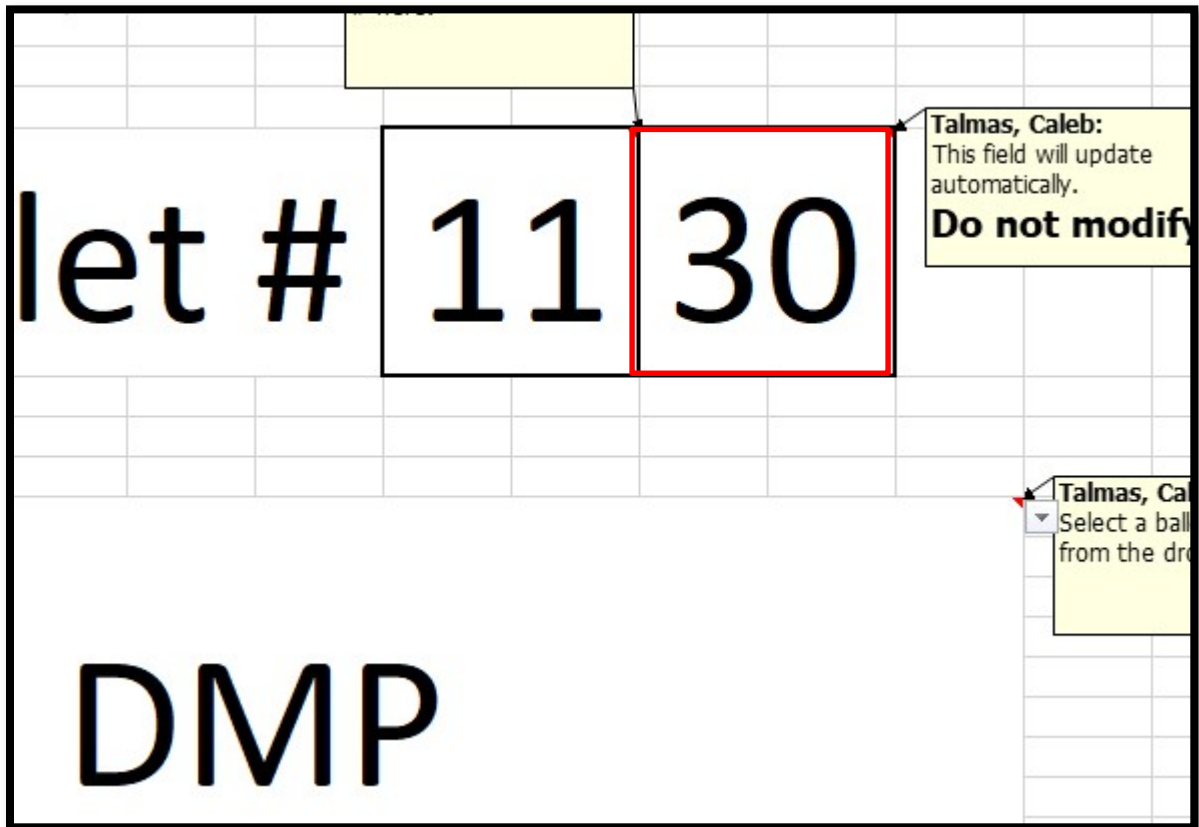 let # 11 30
Talmas, Caleb:
This field will update
automatically.
Do not modify
Talmas, Cal
Select a ball
from the dro
DMP